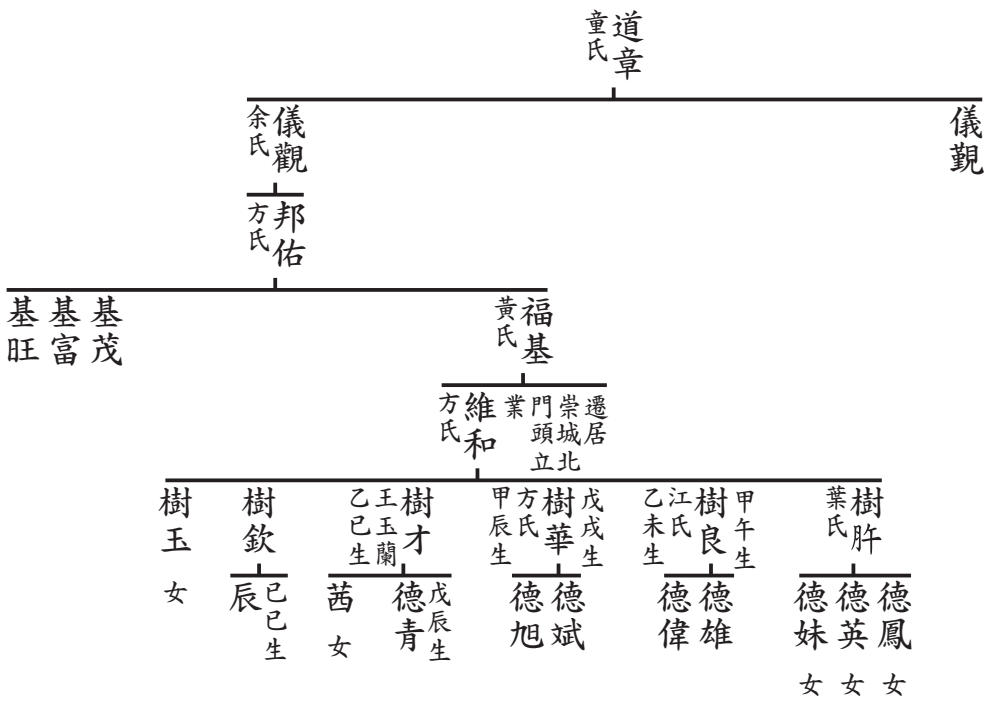 道章
童氏
儀觀
儀觀
余氏
邦佑
方氏
福基
黃氏
基茂
基富
基旺
遷居
崇城北
門頭立
業
維和
方氏
樹肸
葉氏
甲午生
樹良
江氏
乙未生
戊戌生
樹華
方氏
甲辰生
樹才
王玉蘭
乙巳生
樹欽
樹玉
女
德鳳
女
德英
女
德妹
女
德雄
德偉
德斌
德旭
戊辰生
德青
茜
女
己巳生
辰